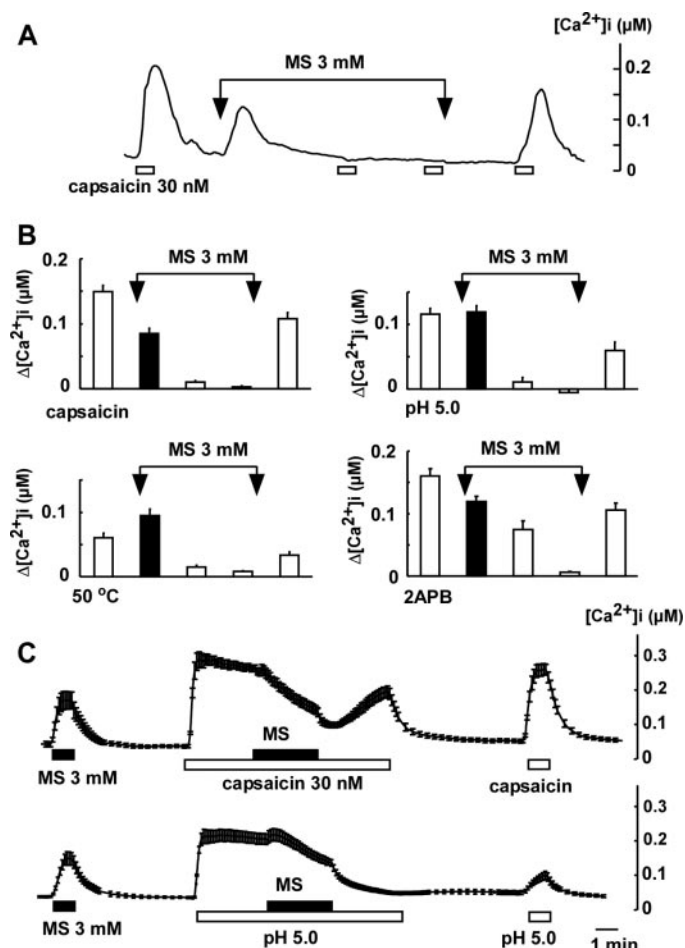 A
[Ca²⁺]i (µM)
MS 3 mM
0.2
0.1
0
capsaicin 30 nM
B
MS 3 mM
MS 3 mM
Δ[Ca²⁺]i (µM)
0.2
0.1
0
capsaicin
Δ[Ca²⁺]i (µM)
0.2
0.1
0
pH 5.0
MS 3 mM
MS 3 mM
Δ[Ca²⁺]i (µM)
0.2
0.1
0
50 °C
Δ[Ca²⁺]i (µM)
0.2
0.1
0
2APB
C
[Ca²⁺]i (µM)
0.3
0.2
0.1
0
MS 3 mM
MS
capsaicin 30 nM
capsaicin
0.3
0.2
0.1
0
MS 3 mM
MS
pH 5.0
pH 5.0
1 min